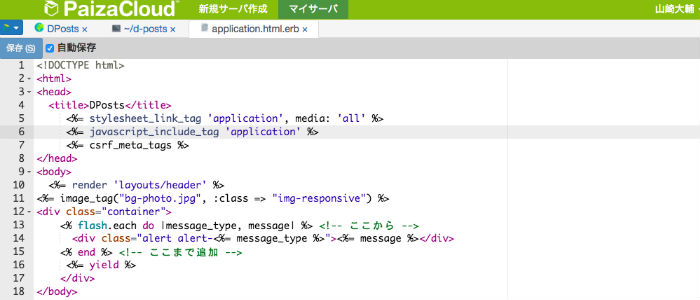 PaizaCloud 新規サーバ作成 マイサーバ 山崎大輔
DPosts × ~/d-posts × application.html.erb ×
保存(S) 自動保存
1 <!DOCTYPE html>
2 <html>
3 <head>
4 <title>DPosts</title>
5 <%= stylesheet_link_tag 'application', media: 'all' %>
6 <%= javascript_include_tag 'application' %>
7 <%= csrf_meta_tags %>
8 </head>
9 <body>
10 <%= render 'layouts/header' %>
11 <%= image_tag("bg-photo.jpg", :class => "img-responsive") %>
12 <div class="container">
13 <% flash.each do |message_type, message| %> <!-- ここから -->
14 <div class="alert alert-<%= message_type %>"><%= message %></div>
15 <% end %> <!-- ここまで追加 -->
16 <%= yield %>
17 </div>
18 </body>